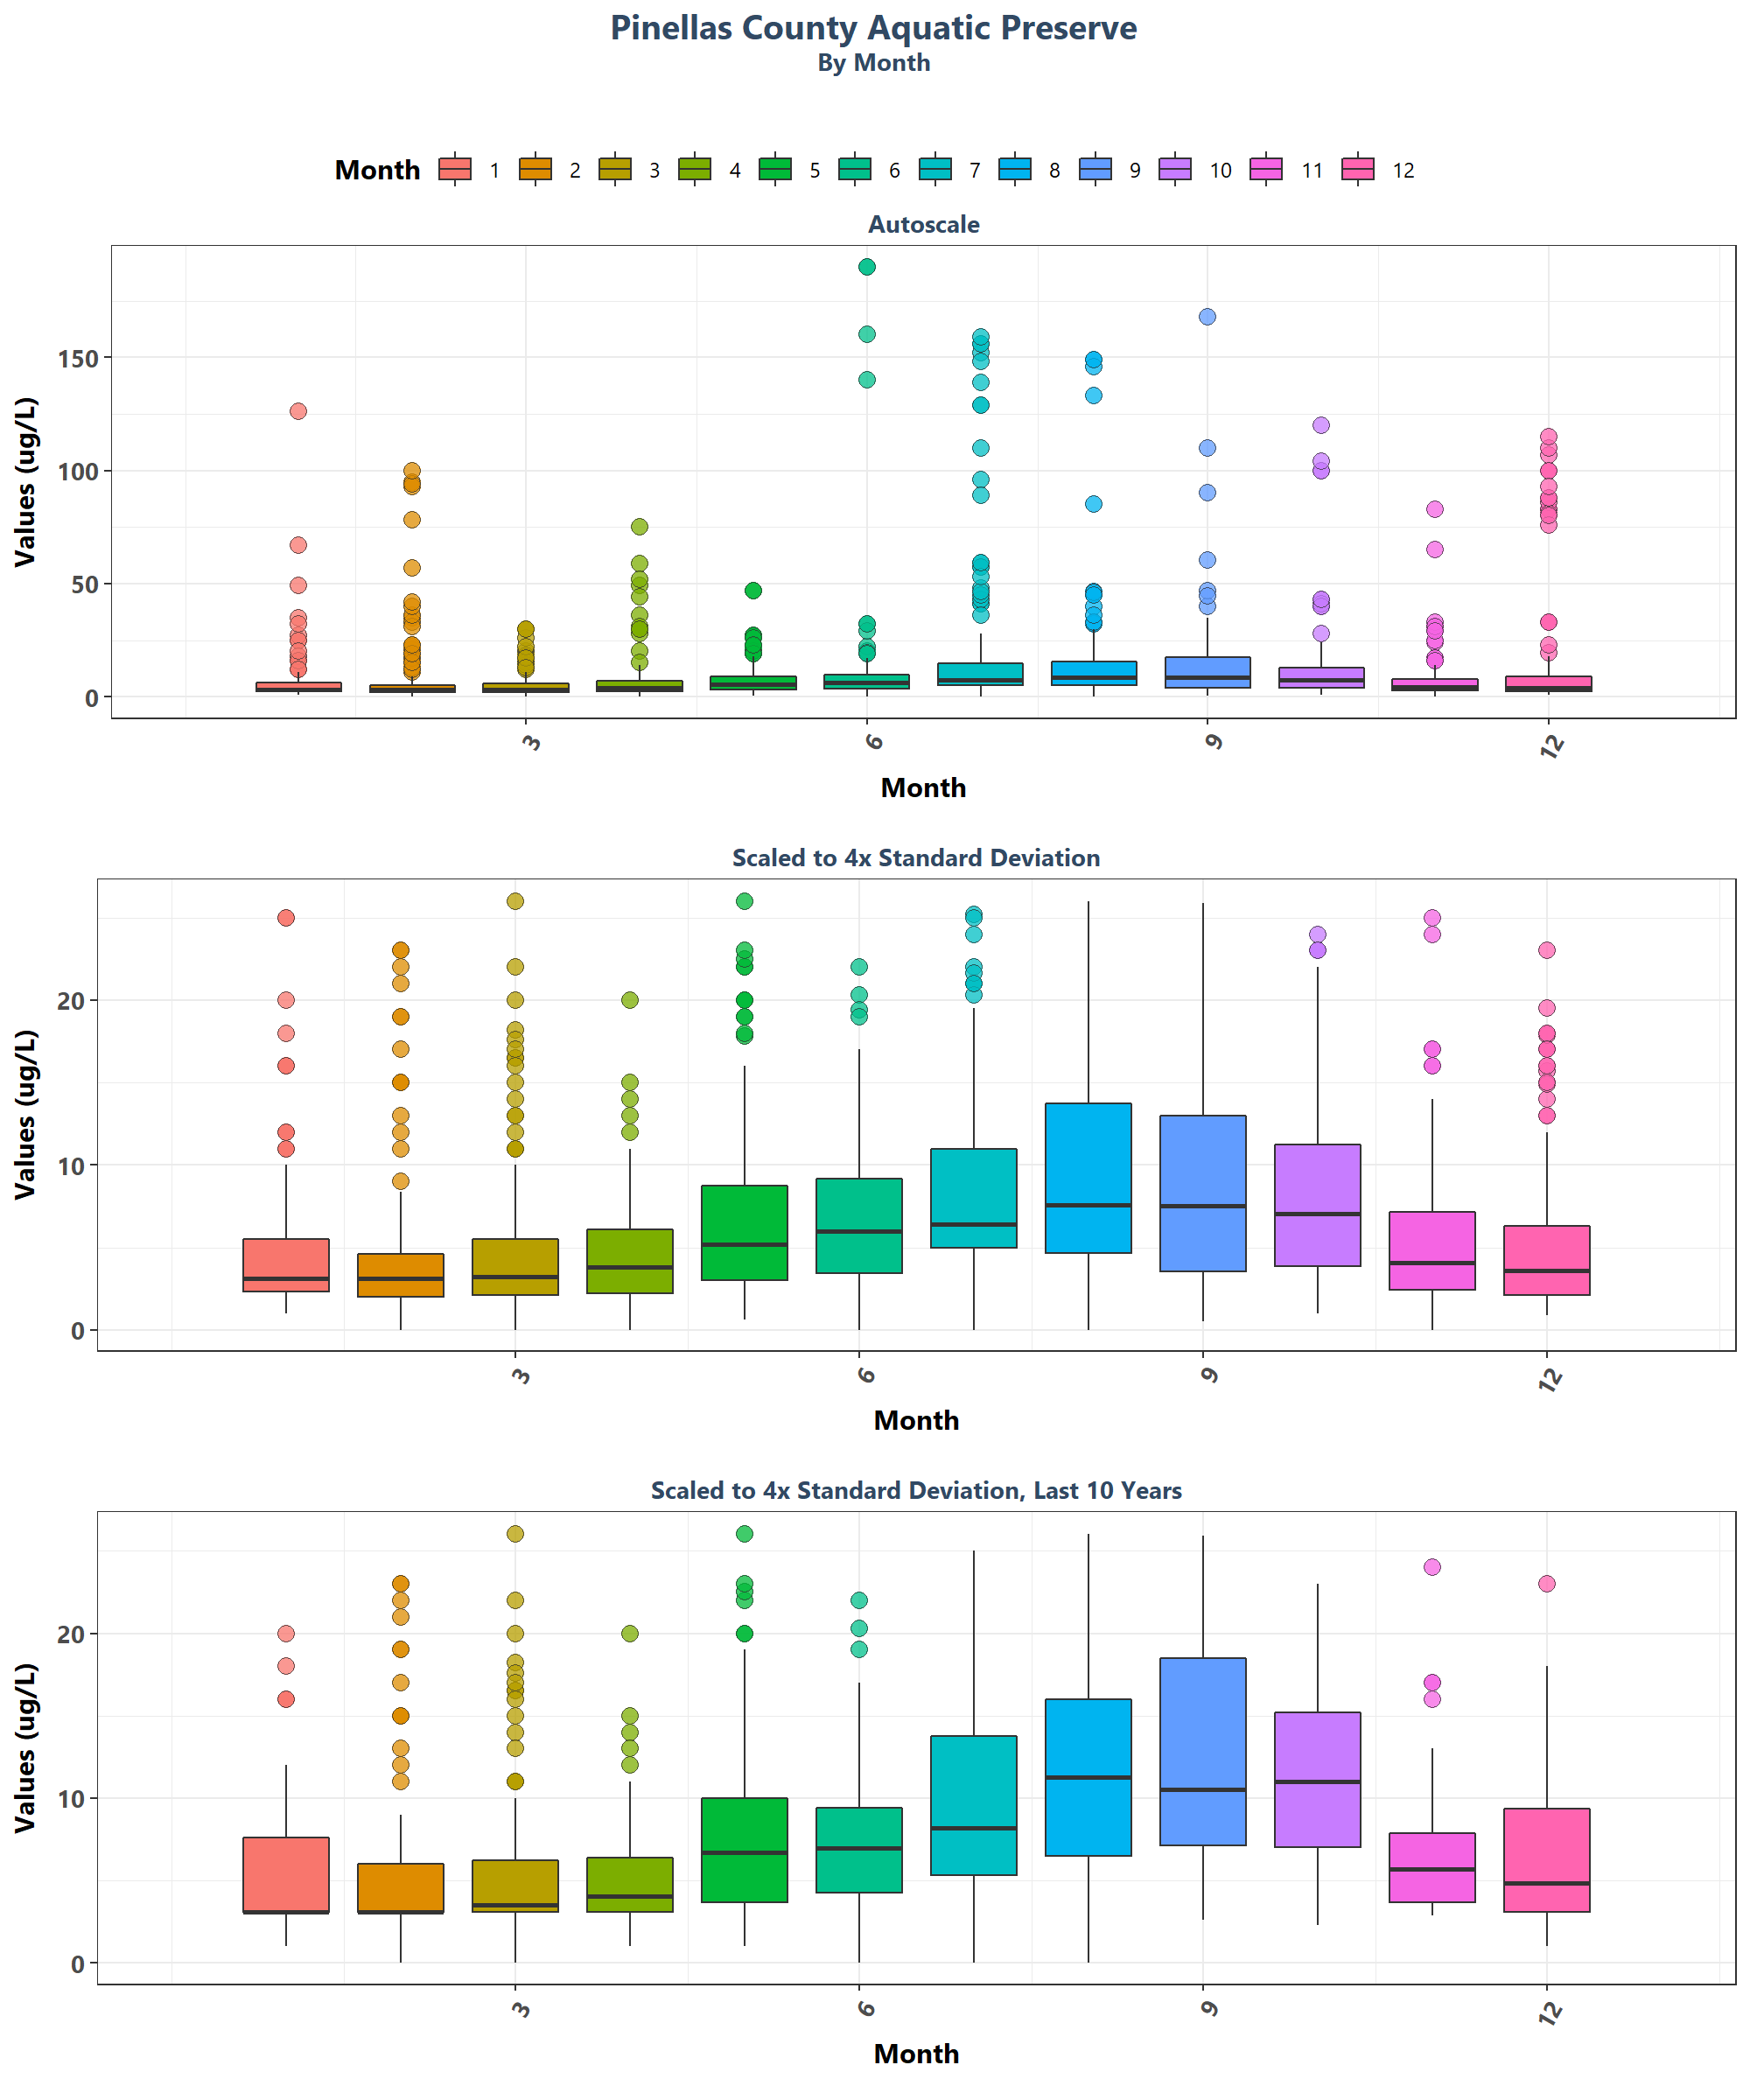 Pinellas County Aquatic Preserve
By Month
Month 1 2 3 4 5 6 7 8 9 10 11 12
Autoscale
Values (ug/L)
150
100
50
0
3 6 9 12
Month
Scaled to 4x Standard Deviation
Values (ug/L)
20
10
0
3 6 9 12
Month
Scaled to 4x Standard Deviation, Last 10 Years
Values (ug/L)
20
10
0
3 6 9 12
Month